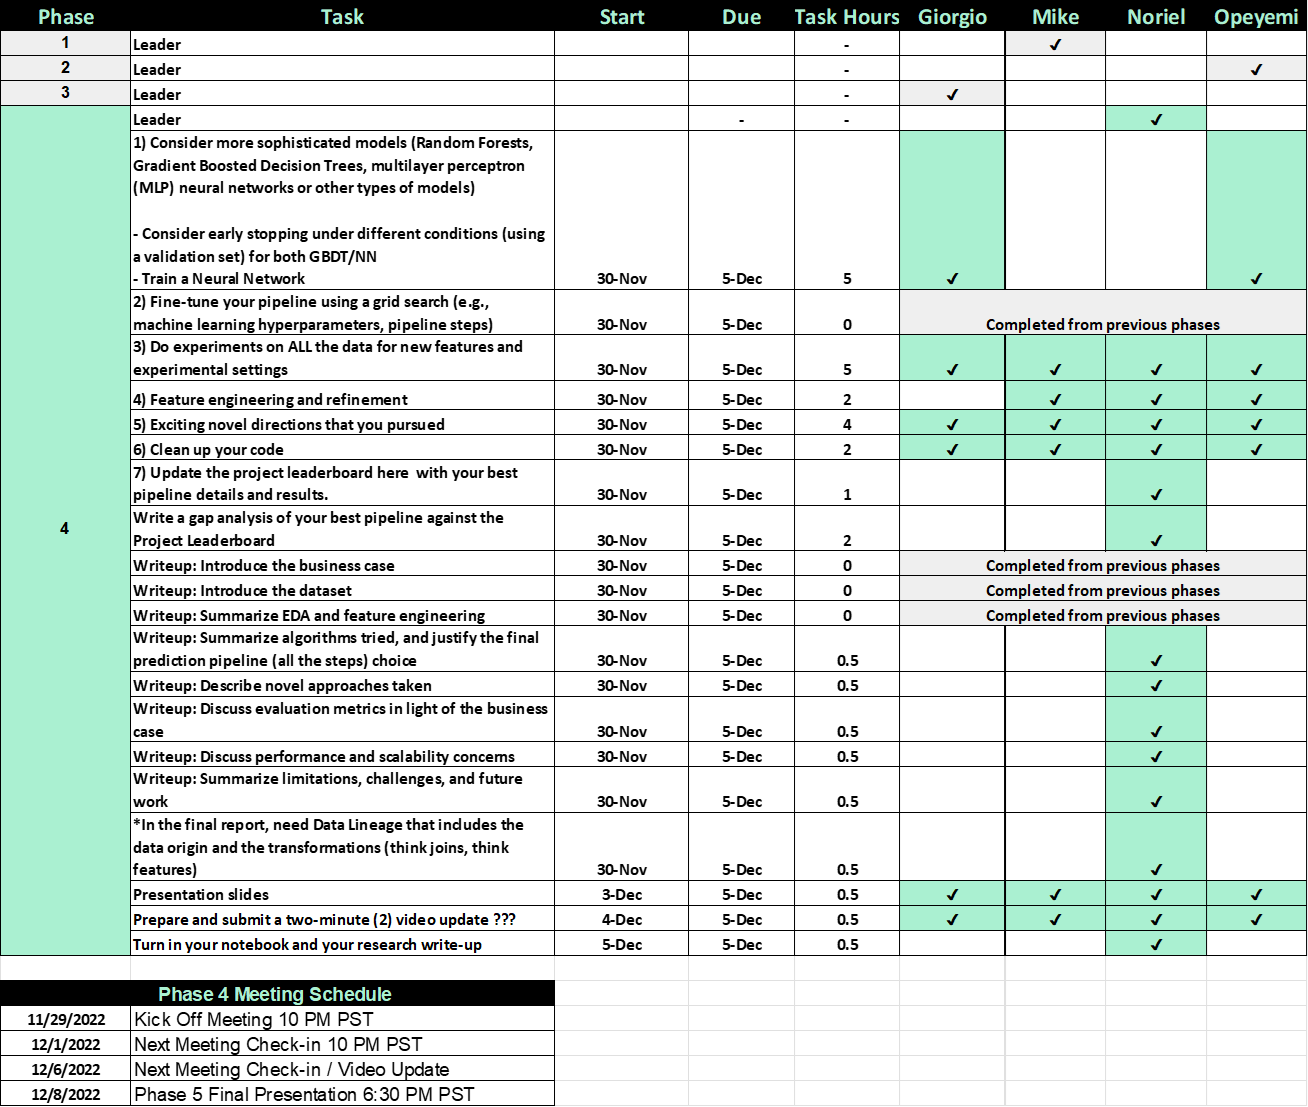 Phase Task Start Due Task Hours Giorgio Mike Noriel Opeyemi
1 Leader - ✓
2 Leader - ✓
3 Leader - ✓
4
Leader - - ✓
1) Consider more sophisticated models (Random Forests,
Gradient Boosted Decision Trees, multilayer perceptron
(MLP) neural networks or other types of models)
- Consider early stopping under different conditions (using
a validation set) for both GBDT/NN
- Train a Neural Network 30-Nov 5-Dec 5 ✓ ✓
2) Fine-tune your pipeline using a grid search (e.g.,
machine learning hyperparameters, pipeline steps) 30-Nov 5-Dec 0 Completed from previous phases
3) Do experiments on ALL the data for new features and
experimental settings 30-Nov 5-Dec 5 ✓ ✓ ✓ ✓
4) Feature engineering and refinement 30-Nov 5-Dec 2 ✓ ✓ ✓
5) Exciting novel directions that you pursued 30-Nov 5-Dec 4 ✓ ✓ ✓ ✓
6) Clean up your code 30-Nov 5-Dec 2 ✓ ✓ ✓ ✓
7) Update the project leaderboard here with your best
pipeline details and results. 30-Nov 5-Dec 1 ✓
Write a gap analysis of your best pipeline against the
Project Leaderboard 30-Nov 5-Dec 2 ✓
Writeup: Introduce the business case 30-Nov 5-Dec 0 Completed from previous phases
Writeup: Introduce the dataset 30-Nov 5-Dec 0 Completed from previous phases
Writeup: Summarize EDA and feature engineering 30-Nov 5-Dec 0 Completed from previous phases
Writeup: Summarize algorithms tried, and justify the final
prediction pipeline (all the steps) choice 30-Nov 5-Dec 0.5 ✓
Writeup: Describe novel approaches taken 30-Nov 5-Dec 0.5 ✓
Writeup: Discuss evaluation metrics in light of the business
case 30-Nov 5-Dec 0.5 ✓
Writeup: Discuss performance and scalability concerns 30-Nov 5-Dec 0.5 ✓
Writeup: Summarize limitations, challenges, and future
work 30-Nov 5-Dec 0.5 ✓
*In the final report, need Data Lineage that includes the
data origin and the transformations (think joins, think
features) 30-Nov 5-Dec 0.5 ✓
Presentation slides 3-Dec 5-Dec 0.5 ✓ ✓ ✓ ✓
Prepare and submit a two-minute (2) video update ??? 4-Dec 5-Dec 0.5 ✓ ✓ ✓ ✓
Turn in your notebook and your research write-up 5-Dec 5-Dec 0.5 ✓
Phase 4 Meeting Schedule
11/29/2022 Kick Off Meeting 10 PM PST
12/1/2022 Next Meeting Check-in 10 PM PST
12/6/2022 Next Meeting Check-in / Video Update
12/8/2022 Phase 5 Final Presentation 6:30 PM PST